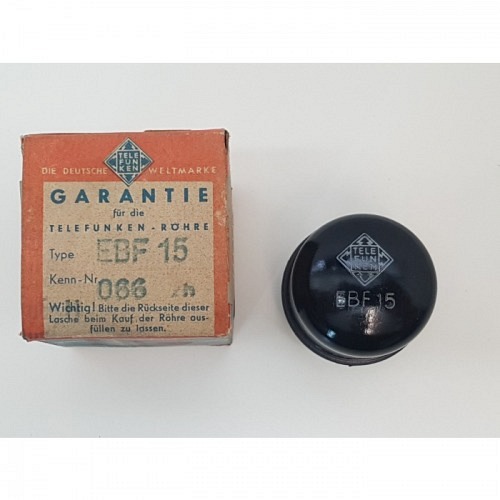 TELE
FUN
KEN
DIE DEUTSCHE WELTMARKE
GARANTIE
für die
TELEFUNKEN-RÖHRE
Type EBF 15
Kenn-Nr. 066
Wichtig! Bitte die Rückseite dieser
Lasche beim Kauf der Röhre aus-
füllen zu lassen.
TELE
FUN
KEN
EBF 15